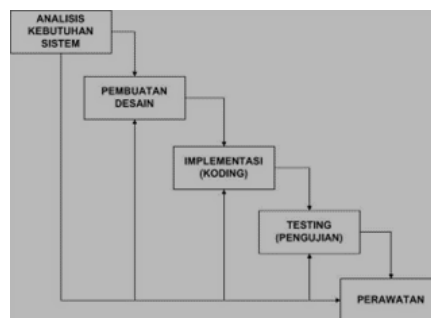 ANALISIS
KEBUTUHAN
SISTEM
PEMBUATAN
DESAIN
IMPLEMENTASI
(KODING)
TESTING
(PENGUJIAN)
PERAWATAN